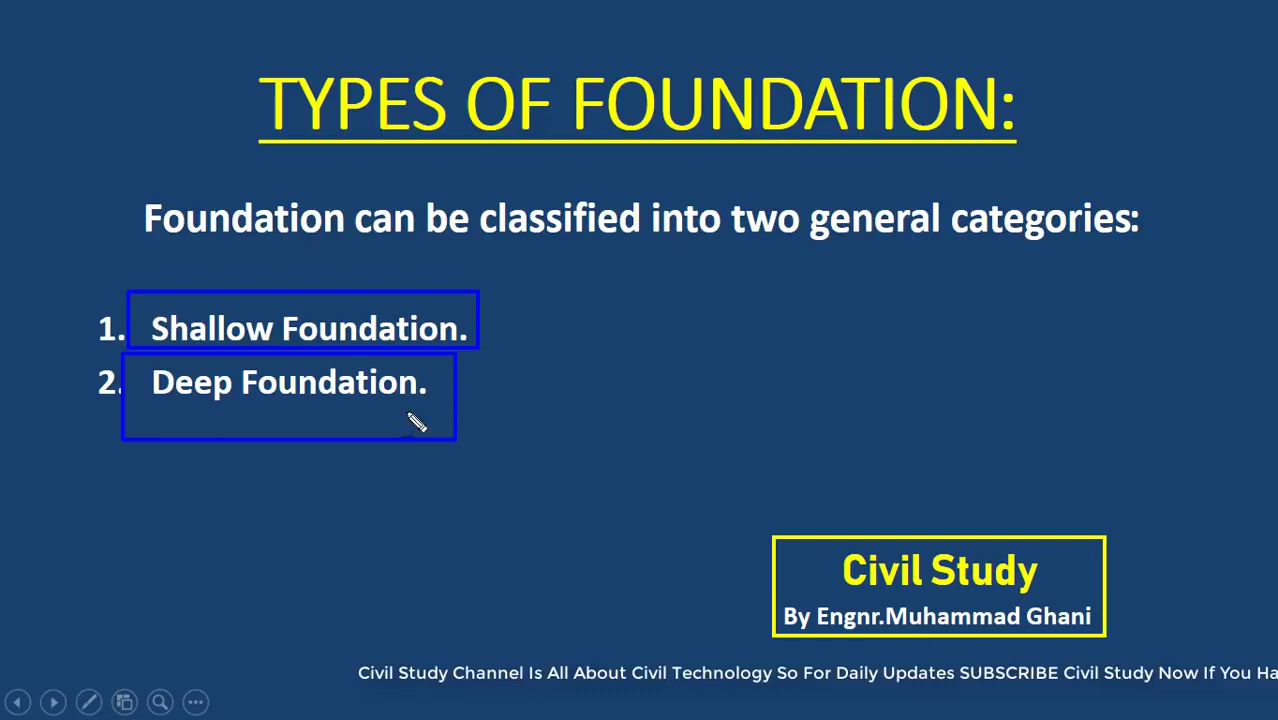 TYPES OF FOUNDATION:
Foundation can be classified into two general categories:
1. Shallow Foundation.
2. Deep Foundation.
Civil Study
By Engnr.Muhammad Ghani
Civil Study Channel Is All About Civil Technology So For Daily Updates SUBSCRIBE Civil Study Now If You Ha